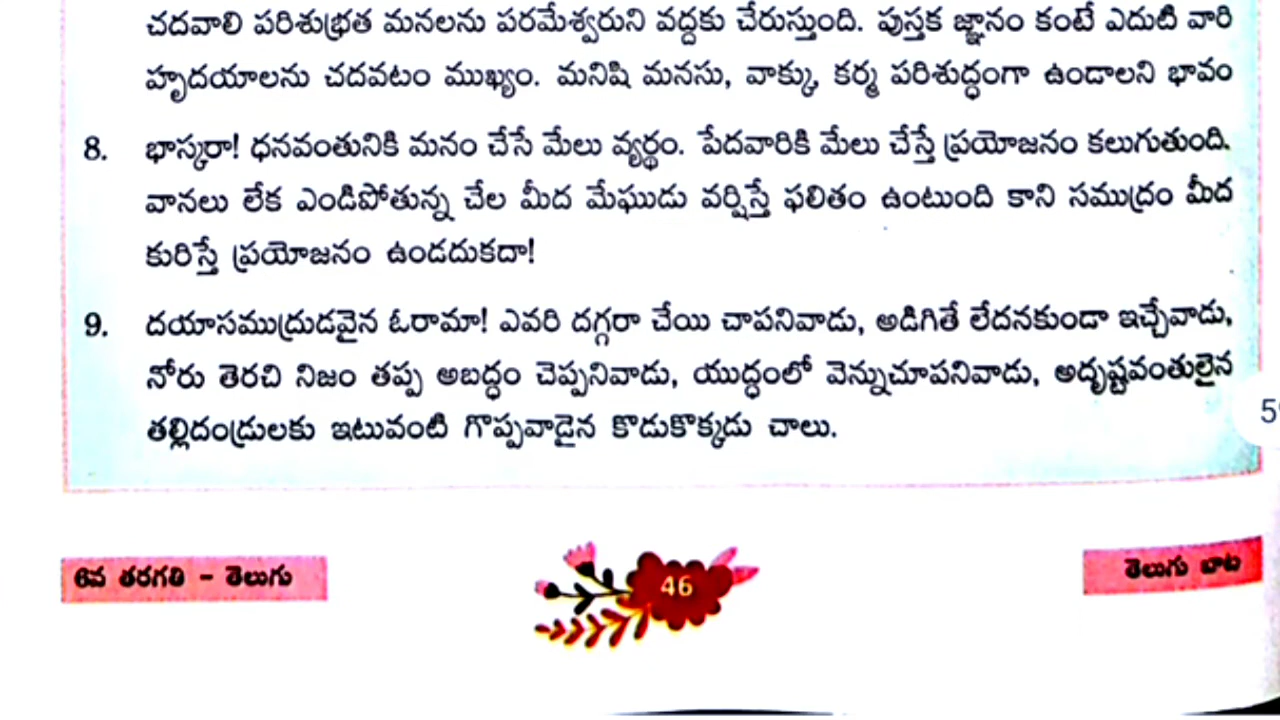 చదవాలి పరిశుభ్రత మనలను పరమేశ్వరుని వద్దకు చేరుస్తుంది. పుస్తక జ్ఞానం కంటే ఎదుటి వారి
హృదయాలను చదవటం ముఖ్యం. మనిషి మనసు, వాక్కు, కర్మ పరిశుద్ధంగా ఉండాలని భావం
8. భాస్కరా! ధనవంతునికి మనం చేసే మేలు వ్యర్థం. పేదవారికి మేలు చేస్తే ప్రయోజనం కలుగుతుంది.
వానలు లేక ఎండిపోతున్న చేల మీద మేఘుడు వర్షిస్తే ఫలితం ఉంటుంది కాని సముద్రం మీద
కురిస్తే ప్రయోజనం ఉండదుకదా!
9. దయాసముద్రుడవైన ఓరామా! ఎవరి దగ్గరా చేయి చాపనివాడు, అడిగితే లేదనకుండా ఇచ్చేవాడు,
నోరు తెరచి నిజం తప్ప అబద్ధం చెప్పనివాడు, యుద్ధంలో వెన్నుచూపనివాడు, అదృష్టవంతులైన
తల్లిదండ్రులకు ఇటువంటి గొప్పవాడైన కొడుకొక్కడు చాలు.
6వ తరగతి - తెలుగు
46
తెలుగు బాట